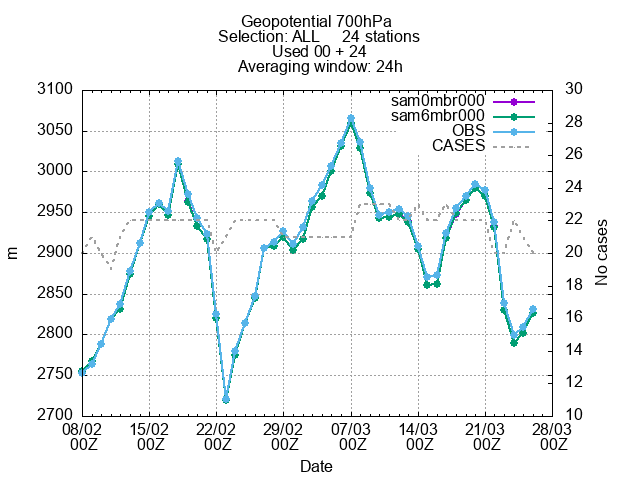 Geopotential 700hPa
Selection: ALL 24 stations
Used 00 + 24
Averaging window: 24h
3100
3050
3000
2950
2900
2850
2800
2750
2700
m
30
28
26
24
22
20
18
16
14
12
10
No cases
sam0mbr000
sam6mbr000
OBS
CASES
08/02 15/02 22/02 29/02 07/03 14/03 21/03 28/03
00Z 00Z 00Z 00Z 00Z 00Z 00Z 00Z
Date